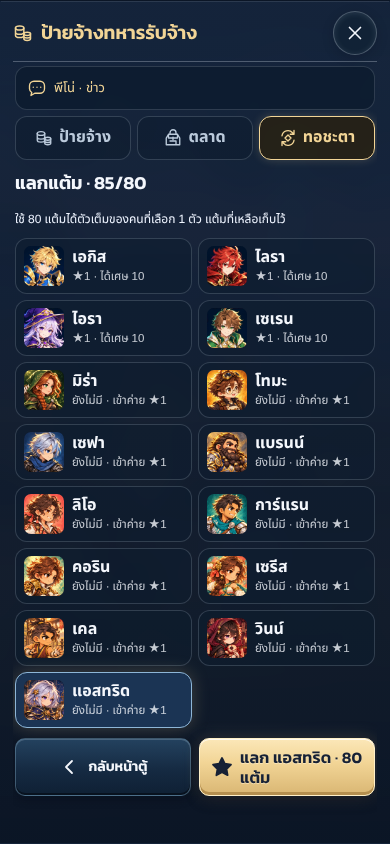 ป้ายจ้างทหารรับจ้าง
พีโน่ · ข่าว
ป้ายจ้าง
ตลาด
ทอชะตา
แลกแต้ม · 85/80
ใช้ 80 แต้มได้ตัวเต็มของคนที่เลือก 1 ตัว แต้มที่เหลือเก็บไว้
เอกิส
★1 · ได้เศษ 10
ไลรา
★1 · ได้เศษ 10
ไอรา
★1 · ได้เศษ 10
เซเรน
★1 · ได้เศษ 10
มิร่า
ยังไม่มี · เข้าค่าย ★1
โทมะ
ยังไม่มี · เข้าค่าย ★1
เซฟา
ยังไม่มี · เข้าค่าย ★1
แบรนน์
ยังไม่มี · เข้าค่าย ★1
ลิโอ
ยังไม่มี · เข้าค่าย ★1
การ์แรน
ยังไม่มี · เข้าค่าย ★1
คอริน
ยังไม่มี · เข้าค่าย ★1
เซรีส
ยังไม่มี · เข้าค่าย ★1
เคล
ยังไม่มี · เข้าค่าย ★1
วินน์
ยังไม่มี · เข้าค่าย ★1
แอสทริด
ยังไม่มี · เข้าค่าย ★1
กลับหน้าตู้
แลก แอสทริด · 80
แต้ม